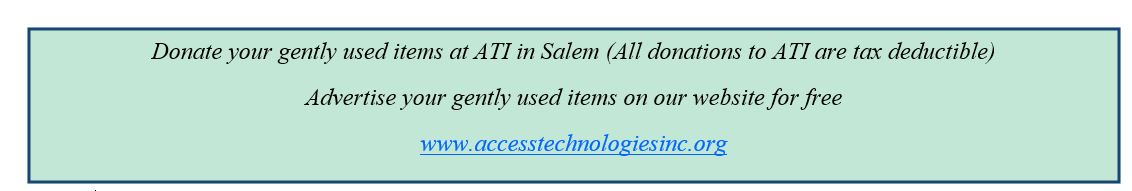 Donate your gently used items at ATI in Salem (All donations to ATI are tax deductible)
Advertise your gently used items on our website for free
www.accesstechnologiesinc.org